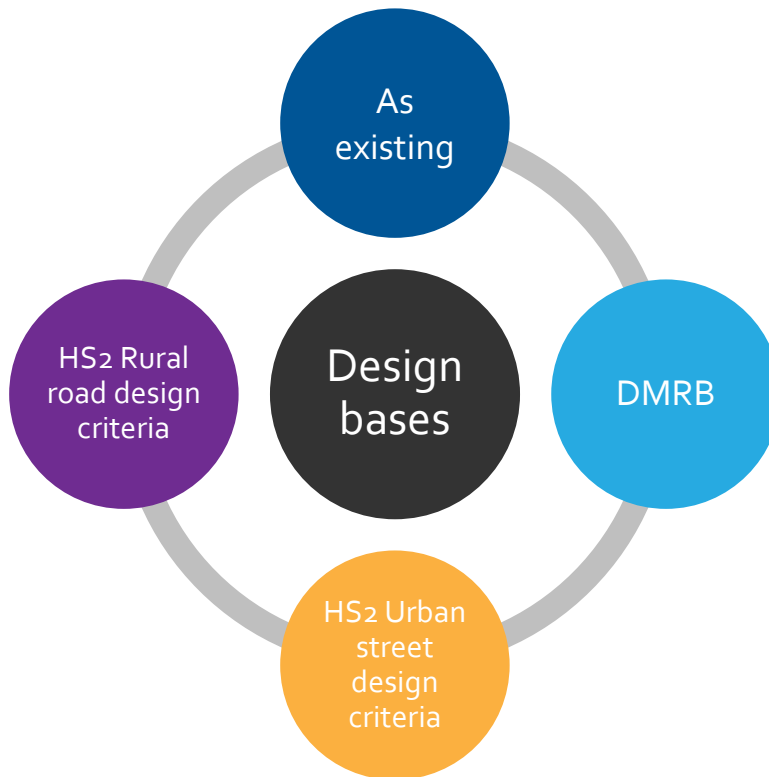 As
existing
HS2 Rural
road design
criteria
Design
bases
DMRB
HS2 Urban
street
design
criteria